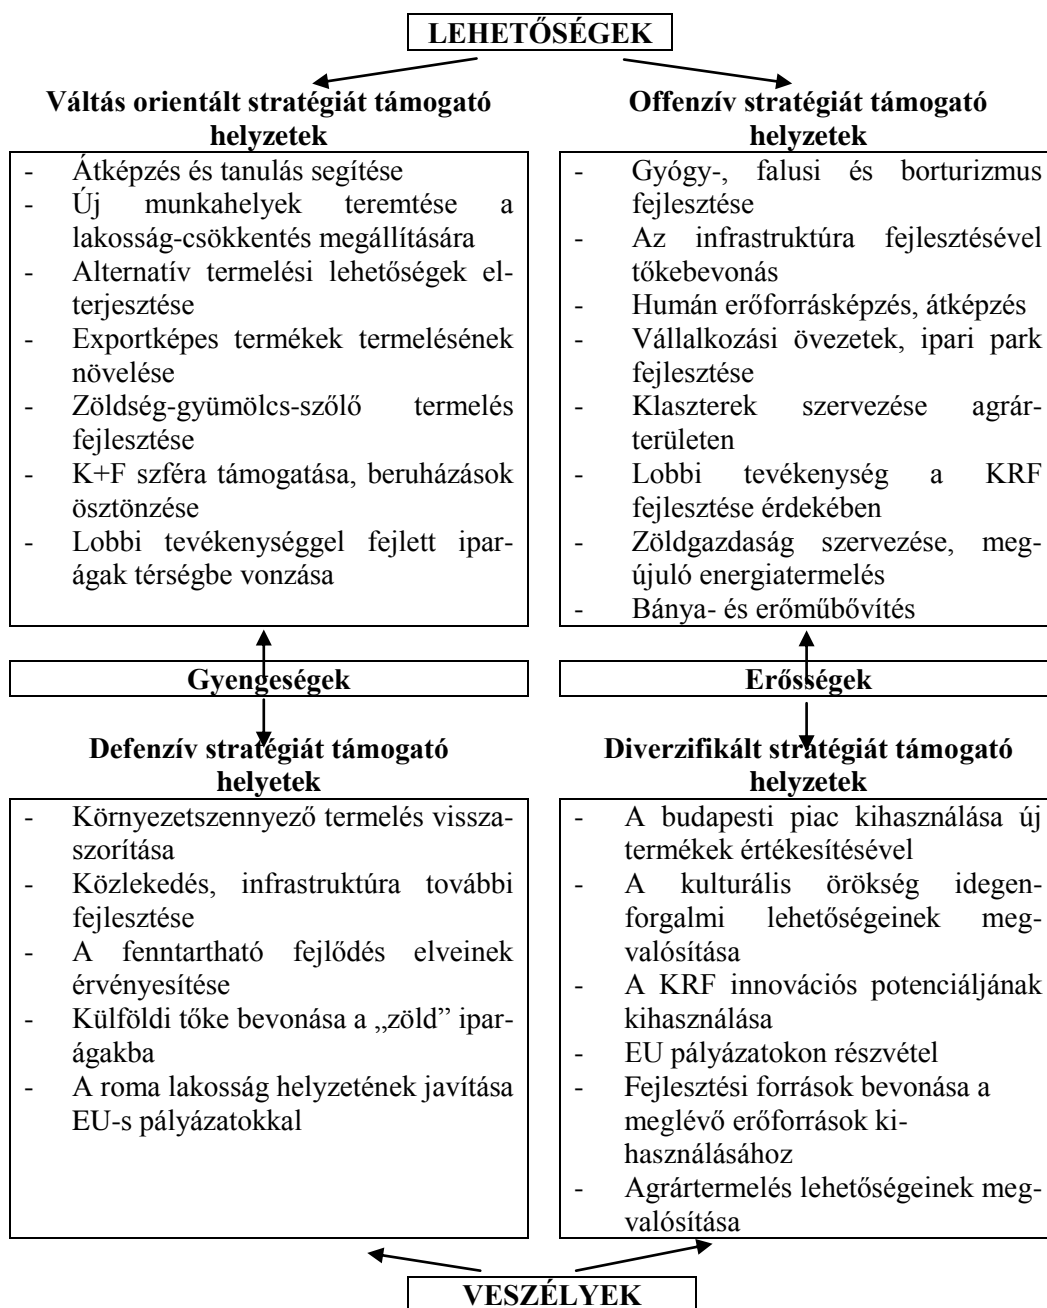 LEHETŐSÉGEK
Váltás orientált stratégiát támogató
helyzetek
- Átképzés és tanulás segítése
- Új munkahelyek teremtése a
lakosság-csökkentés megállítására
- Alternatív termelési lehetőségek el-
terjesztése
- Exportképes termékek termelésének
növelése
- Zöldség-gyümölcs-szőlő termelés
fejlesztése
- K+F szféra támogatása, beruházások
ösztönzése
- Lobbi tevékenységgel fejlett ipar-
ágak térségbe vonzása
Offenzív stratégiát támogató
helyzetek
- Gyógy-, falusi és borturizmus
fejlesztése
- Az infrastruktúra fejlesztésével
tőkebevonás
- Humán erőforrásképzés, átképzés
- Vállalkozási övezetek, ipari park
fejlesztése
- Klaszterek szervezése agrár-
területen
- Lobbi tevékenység a KRF
fejlesztése érdekében
- Zöldgazdaság szervezése, meg-
újuló energiatermelés
- Bánya- és erőműbővítés
Gyengeségek
Erősségek
Defenzív stratégiát támogató
helyetek
- Környezetszennyező termelés vissza-
szorítása
- Közlekedés, infrastruktúra további
fejlesztése
- A fenntartható fejlődés elveinek
érvényesítése
- Külföldi tőke bevonása a „zöld” ipar-
ágakba
- A roma lakosság helyzetének javítása
EU-s pályázatokkal
Diverzifikált stratégiát támogató
helyzetek
- A budapesti piac kihasználása új
termékek értékesítésével
- A kulturális örökség idegen-
forgalmi lehetőségeinek meg-
valósítása
- A KRF innovációs potenciáljának
kihasználása
- EU pályázatokon részvétel
- Fejlesztési források bevonása a
meglévő erőforrások ki-
használásához
- Agrártermelés lehetőségeinek meg-
valósítása
VESZÉLYEK